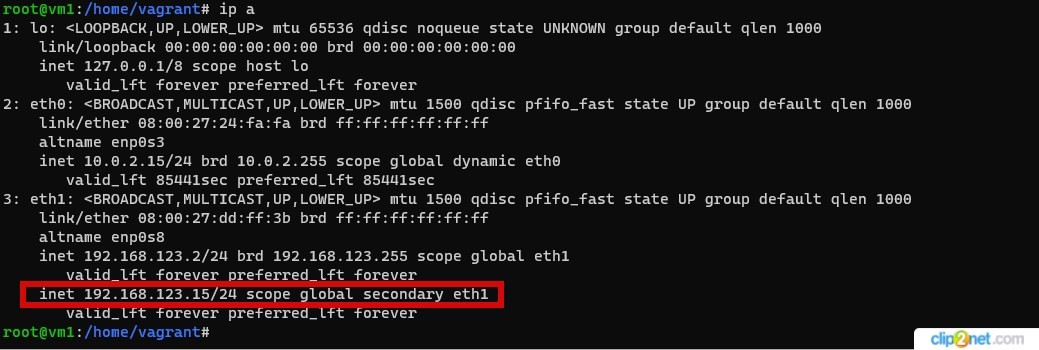 root@vm1:/home/vagrant# ip a
1: lo: <LOOPBACK,UP,LOWER_UP> mtu 65536 qdisc noqueue state UNKNOWN group default qlen 1000
    link/loopback 00:00:00:00:00:00 brd 00:00:00:00:00:00
    inet 127.0.0.1/8 scope host lo
       valid_lft forever preferred_lft forever
2: eth0: <BROADCAST,MULTICAST,UP,LOWER_UP> mtu 1500 qdisc pfifo_fast state UP group default qlen 1000
    link/ether 08:00:27:24:fa:fa brd ff:ff:ff:ff:ff:ff
    altname enp0s3
    inet 10.0.2.15/24 brd 10.0.2.255 scope global dynamic eth0
       valid_lft 85441sec preferred_lft 85441sec
3: eth1: <BROADCAST,MULTICAST,UP,LOWER_UP> mtu 1500 qdisc pfifo_fast state UP group default qlen 1000
    link/ether 08:00:27:dd:ff:3b brd ff:ff:ff:ff:ff:ff
    altname enp0s8
    inet 192.168.123.2/24 brd 192.168.123.255 scope global eth1
       valid_lft forever preferred_lft forever
    inet 192.168.123.15/24 scope global secondary eth1
       valid_lft forever preferred_lft forever
root@vm1:/home/vagrant#
clip2net.com